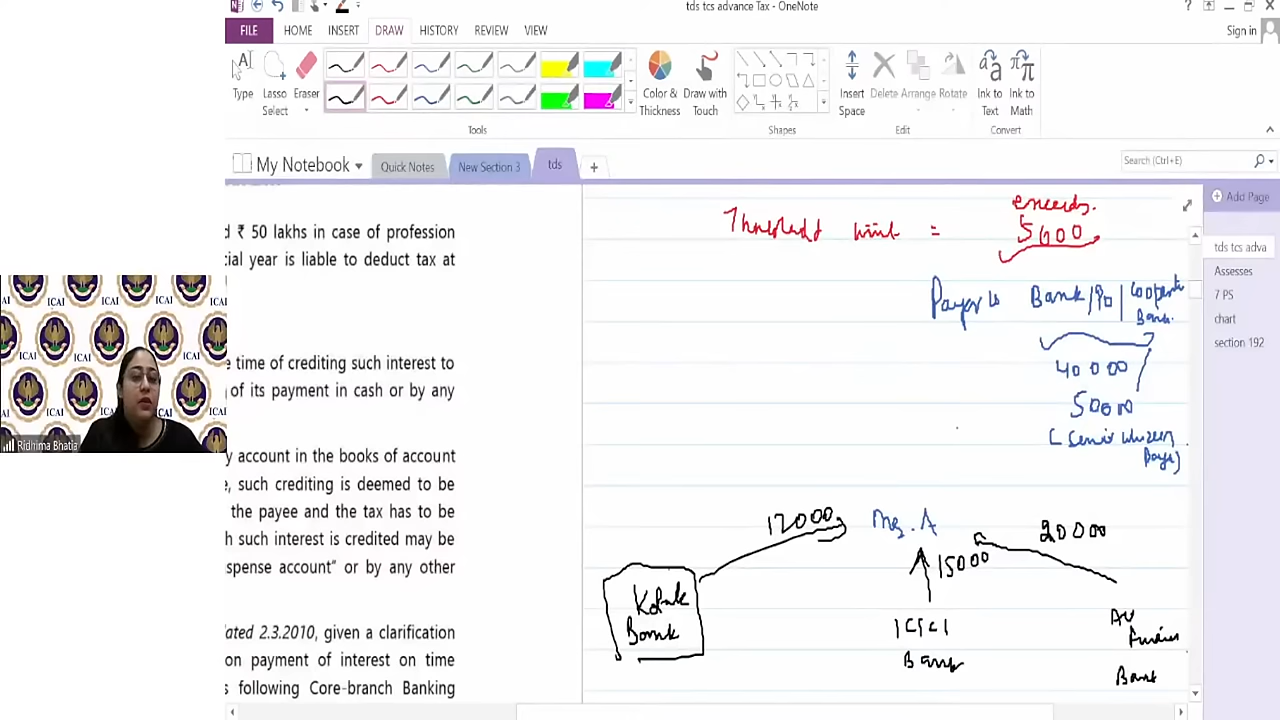 tds tcs advance Tax - OneNote
Sign in
FILE HOME INSERT DRAW HISTORY REVIEW VIEW
Type Lasso Select Eraser
Color & Thickness Draw with Touch
Insert Space Delete Arrange Rotate
Ink to Text Ink to Math
Tools Shapes Edit Convert
My Notebook Quick Notes New Section 3 tds
Search (Ctrl+E)
Add Page
tds tcs adva
Assesses
7 PS
chart
section 192
d ₹ 50 lakhs in case of profession
cial year is liable to deduct tax at
e time of crediting such interest to
of its payment in cash or by any
y account in the books of account
e, such crediting is deemed to be
the payee and the tax has to be
h such interest is credited may be
spense account" or by any other
dated 2.3.2010, given a clarification
on payment of interest on time
s following Core-branch Banking
ICAI ICAI
Ridhima Bhatia
exceeds.
Threshold limit = 5000
Payer is Bank/PO/
Bank.
40000
50000
12000 Mrs. A 20000
15000
Kotak
Bank
ICICI
Bank
AU
Bank